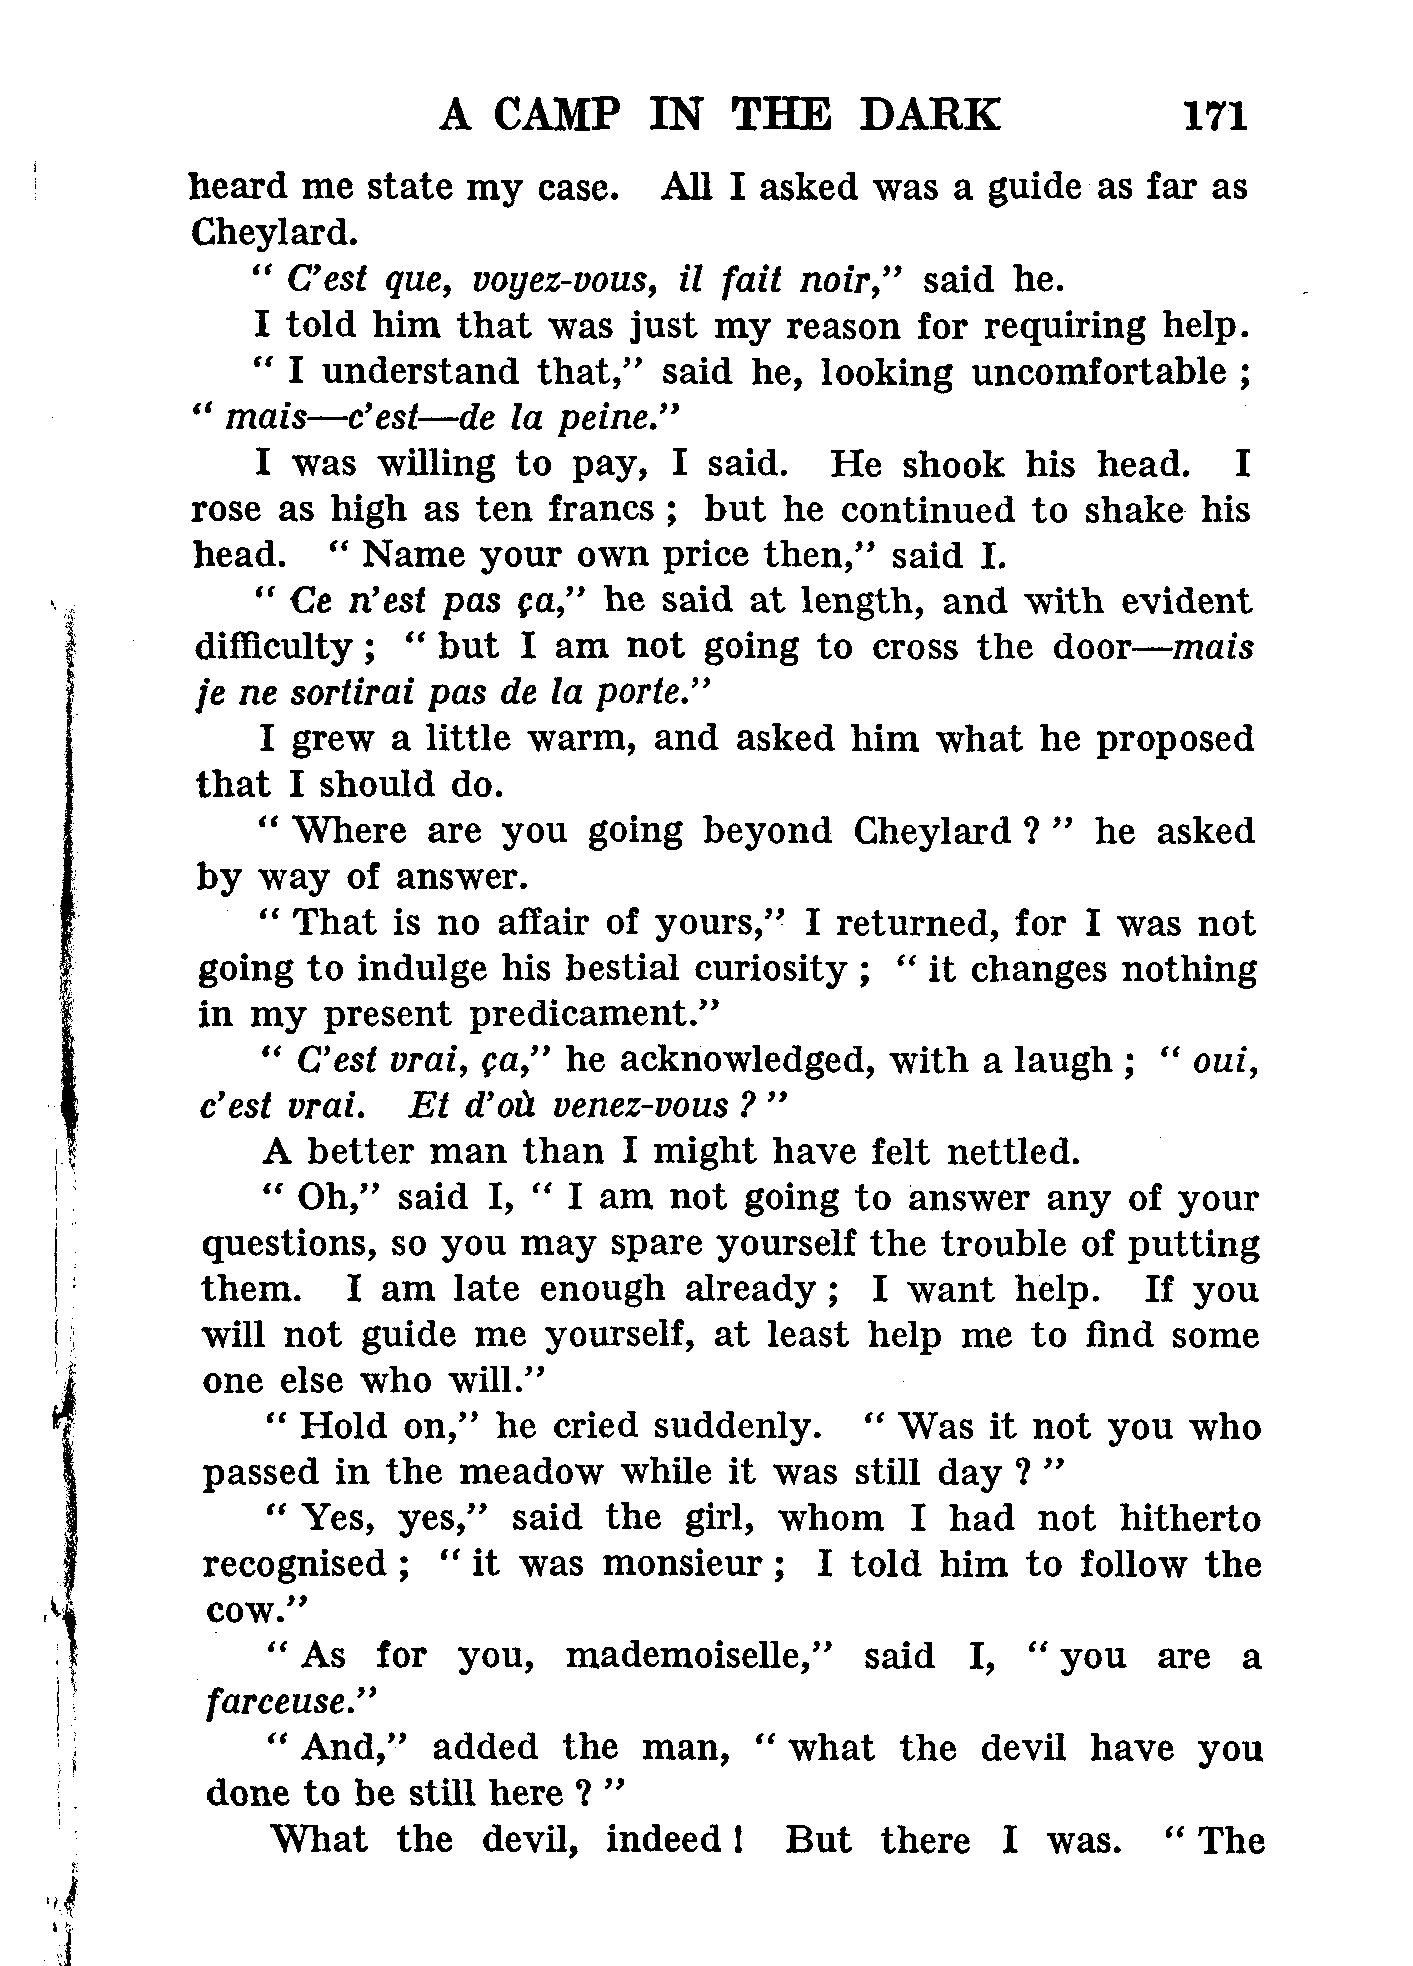 A CAMP IN THE DARK 171
heard me state my case. All I asked was a guide as far as
Cheylard.
“ C’est que, voyez-vous, il fait noir,” said he.
I told him that was just my reason for requiring help.
“ I understand that,” said he, looking uncomfortable ;
“ mais—c’est—de la peine.”
I was willing to pay, I said. He shook his head. I
rose as high as ten francs ; but he continued to shake his
head. “ Name your own price then,” said I.
“ Ce n’est pas ça,” he said at length, and with evident
difficulty ; “ but I am not going to cross the door—mais
je ne sortirai pas de la porte.”
I grew a little warm, and asked him what he proposed
that I should do.
“ Where are you going beyond Cheylard ? ” he asked
by way of answer.
“ That is no affair of yours,” I returned, for I was not
going to indulge his bestial curiosity ; “ it changes nothing
in my present predicament.”
“ C’est vrai, ça,” he acknowledged, with a laugh ; “ oui,
c’est vrai. Et d’où venez-vous ? ”
A better man than I might have felt nettled.
“ Oh,” said I, “ I am not going to answer any of your
questions, so you may spare yourself the trouble of putting
them. I am late enough already ; I want help. If you
will not guide me yourself, at least help me to find some
one else who will.”
“ Hold on,” he cried suddenly. “ Was it not you who
passed in the meadow while it was still day ? ”
“ Yes, yes,” said the girl, whom I had not hitherto
recognised ; “ it was monsieur ; I told him to follow the
cow.”
“ As for you, mademoiselle,” said I, “ you are a
farceuse.”
“ And,” added the man, “ what the devil have you
done to be still here ? ”
What the devil, indeed ! But there I was. “ The